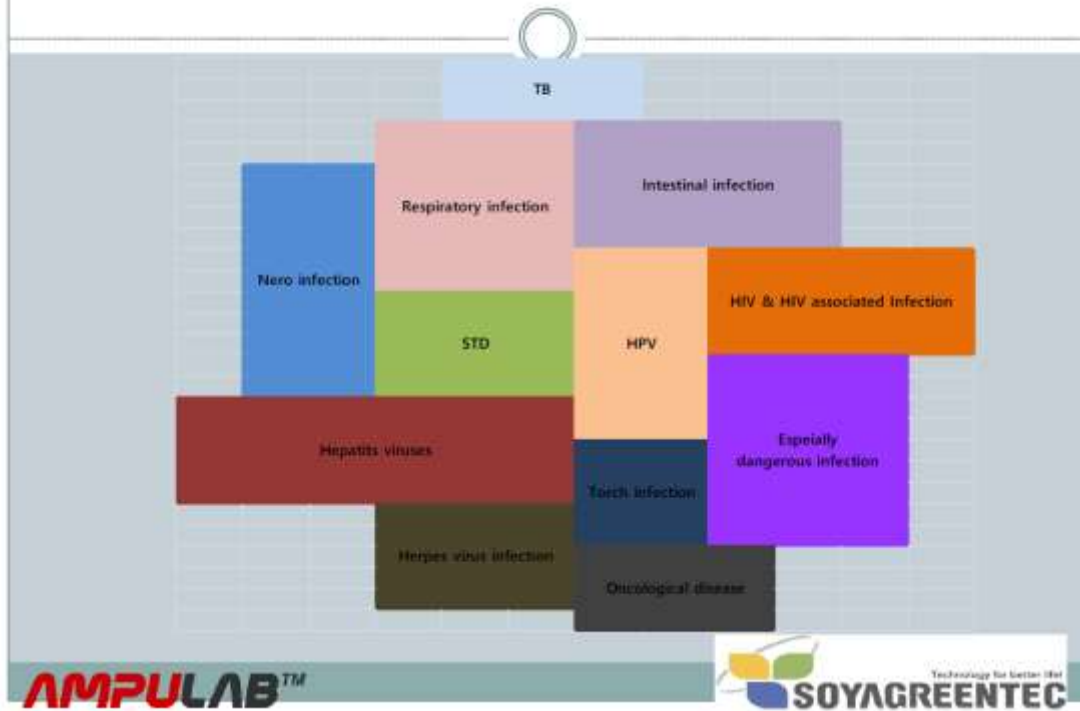 TB
Respiratory infection
Intestinal infection
Nero infection
HIV & HIV associated Infection
STD
HPV
Hepatits viruses
Espeially
dangerous infection
Torch infection
Herpes virus infection
Oncological disease
AMPULAB™
Technology for better life!
SOYAGREENTEC